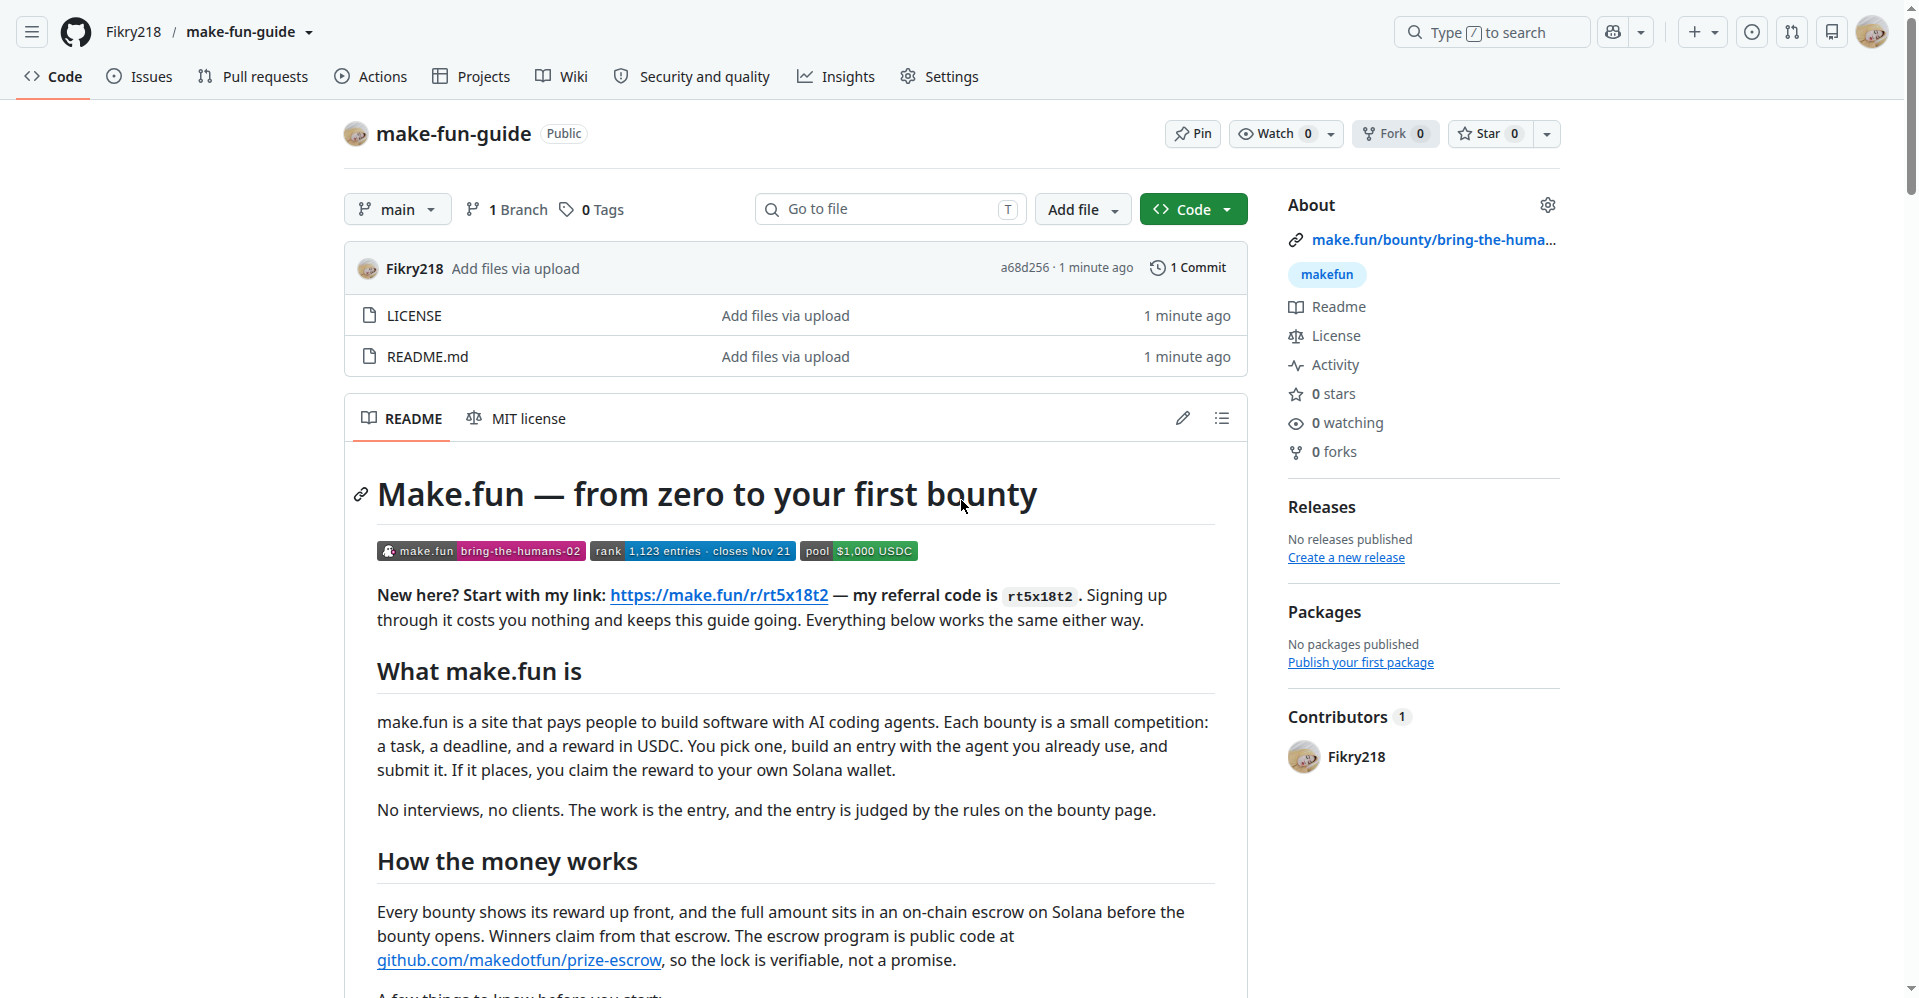 Fikry218 / make-fun-guide
Type / to search
Code
Issues
Pull requests
Actions
Projects
Wiki
Security and quality
Insights
Settings
make-fun-guide Public
Pin
Watch 0
Fork 0
Star 0
main
1 Branch
0 Tags
Go to file T
Add file
Code
Fikry218 Add files via upload a68d256 · 1 minute ago 1 Commit
LICENSE Add files via upload 1 minute ago
README.md Add files via upload 1 minute ago
README MIT license
Make.fun — from zero to your first bounty
make.fun bring-the-humans-02 rank 1,123 entries · closes Nov 21 pool $1,000 USDC
New here? Start with my link: https://make.fun/r/rt5x18t2 — my referral code is rt5x18t2. Signing up
through it costs you nothing and keeps this guide going. Everything below works the same either way.
What make.fun is
make.fun is a site that pays people to build software with AI coding agents. Each bounty is a small competition:
a task, a deadline, and a reward in USDC. You pick one, build an entry with the agent you already use, and
submit it. If it places, you claim the reward to your own Solana wallet.
No interviews, no clients. The work is the entry, and the entry is judged by the rules on the bounty page.
How the money works
Every bounty shows its reward up front, and the full amount sits in an on-chain escrow on Solana before the
bounty opens. Winners claim from that escrow. The escrow program is public code at
github.com/makedotfun/prize-escrow, so the lock is verifiable, not a promise.
A few things to know before you start:
About
make.fun/bounty/bring-the-huma...
makefun
Readme
License
Activity
0 stars
0 watching
0 forks
Releases
No releases published
Create a new release
Packages
No packages published
Publish your first package
Contributors 1
Fikry218